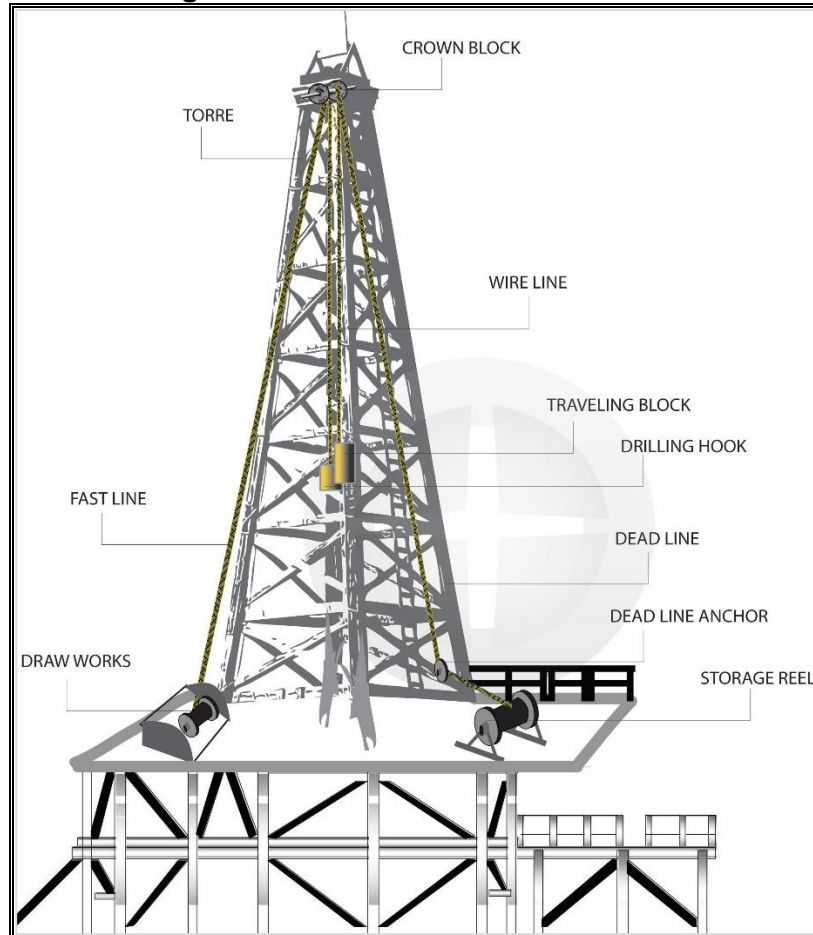 CROWN BLOCK
TORRE
WIRE LINE
TRAVELING BLOCK
DRILLING HOOK
FAST LINE
DEAD LINE
DEAD LINE ANCHOR
DRAW WORKS
STORAGE REEL